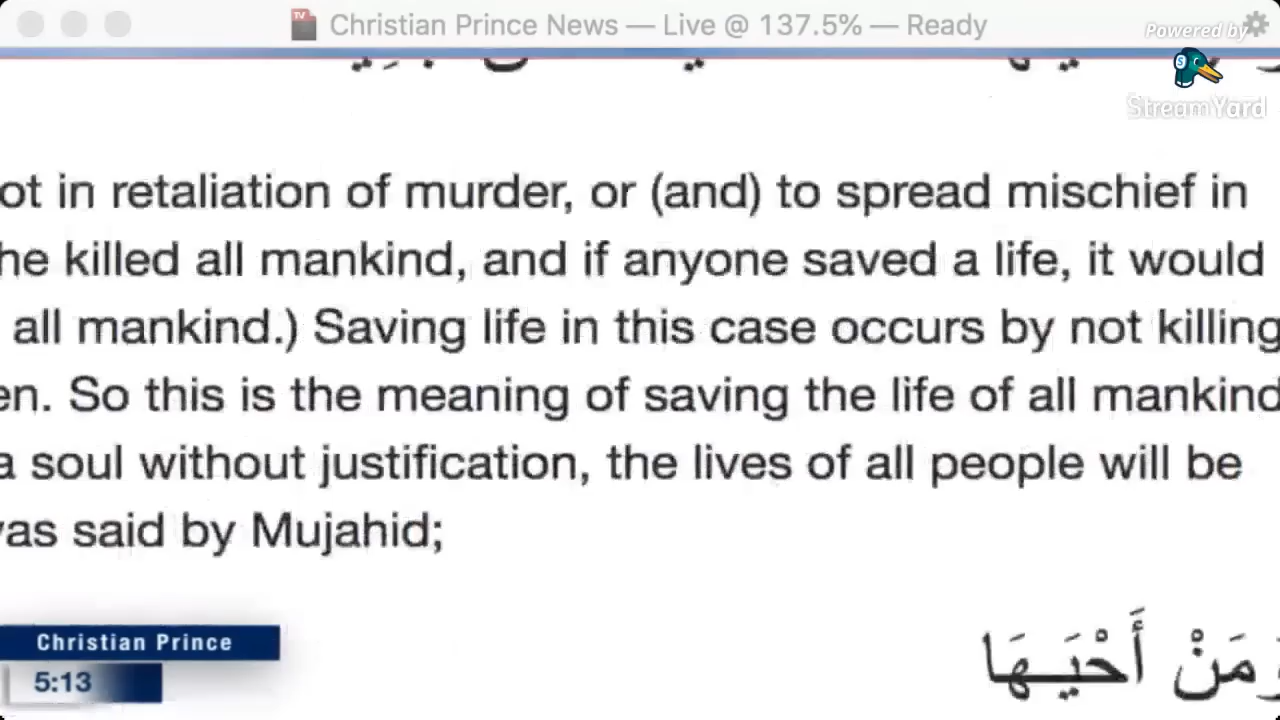 Christian Prince News — Live @ 137.5% — Ready
Powered by
StreamYard
ot in retaliation of murder, or (and) to spread mischief in
he killed all mankind, and if anyone saved a life, it would
all mankind.) Saving life in this case occurs by not killing
en. So this is the meaning of saving the life of all mankind
a soul without justification, the lives of all people will be
was said by Mujahid;
وَمَنْ أَحْيَـهَا
Christian Prince
5:13